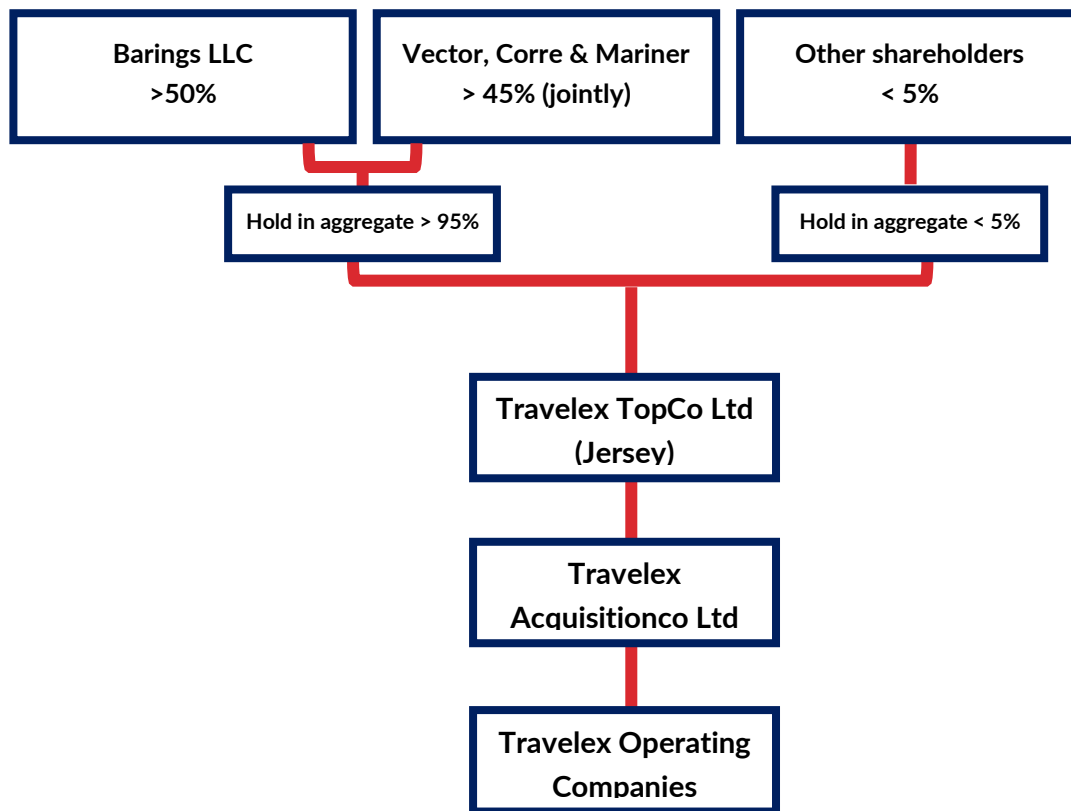 Barings LLC
>50%
Vector, Corre & Mariner
> 45% (jointly)
Other shareholders
< 5%
Hold in aggregate > 95%
Hold in aggregate < 5%
Travelex TopCo Ltd
(Jersey)
Travelex
Acquisitionco Ltd
Travelex Operating
Companies